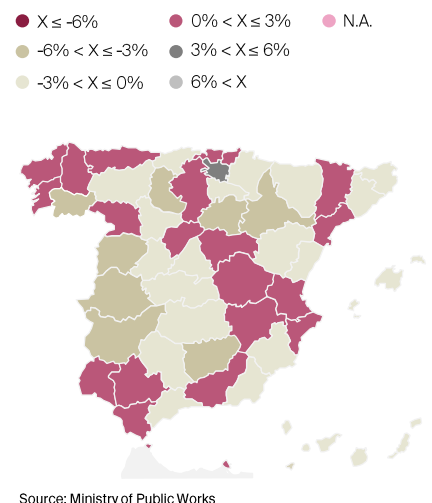 X ≤ -6%
0% < X ≤ 3%
N.A.
-6% < X ≤ -3%
3% < X ≤ 6%
-3% < X ≤ 0%
6% < X
Source: Ministry of Public Works